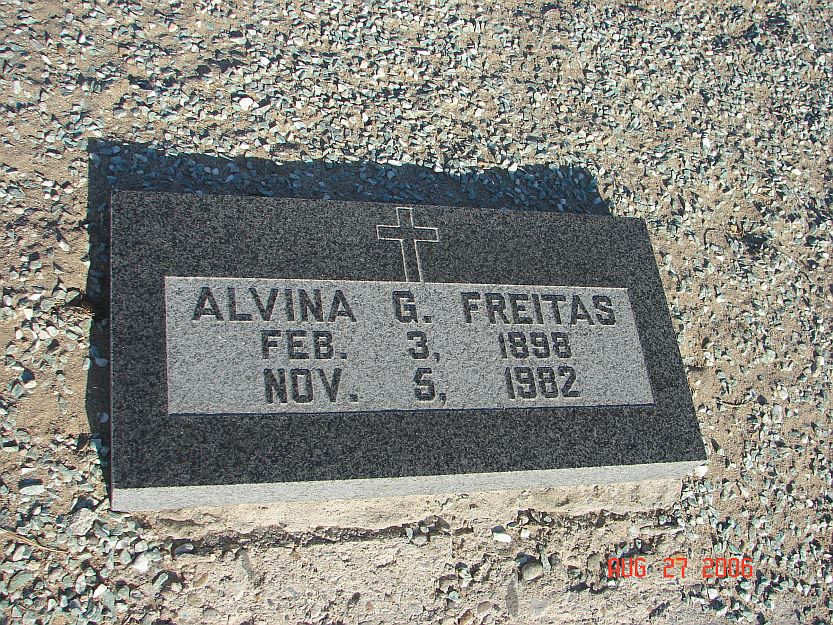 ALVINA G. FREITAS
FEB. 3, 1898
NOV. 5, 1982
AUG 27 2006